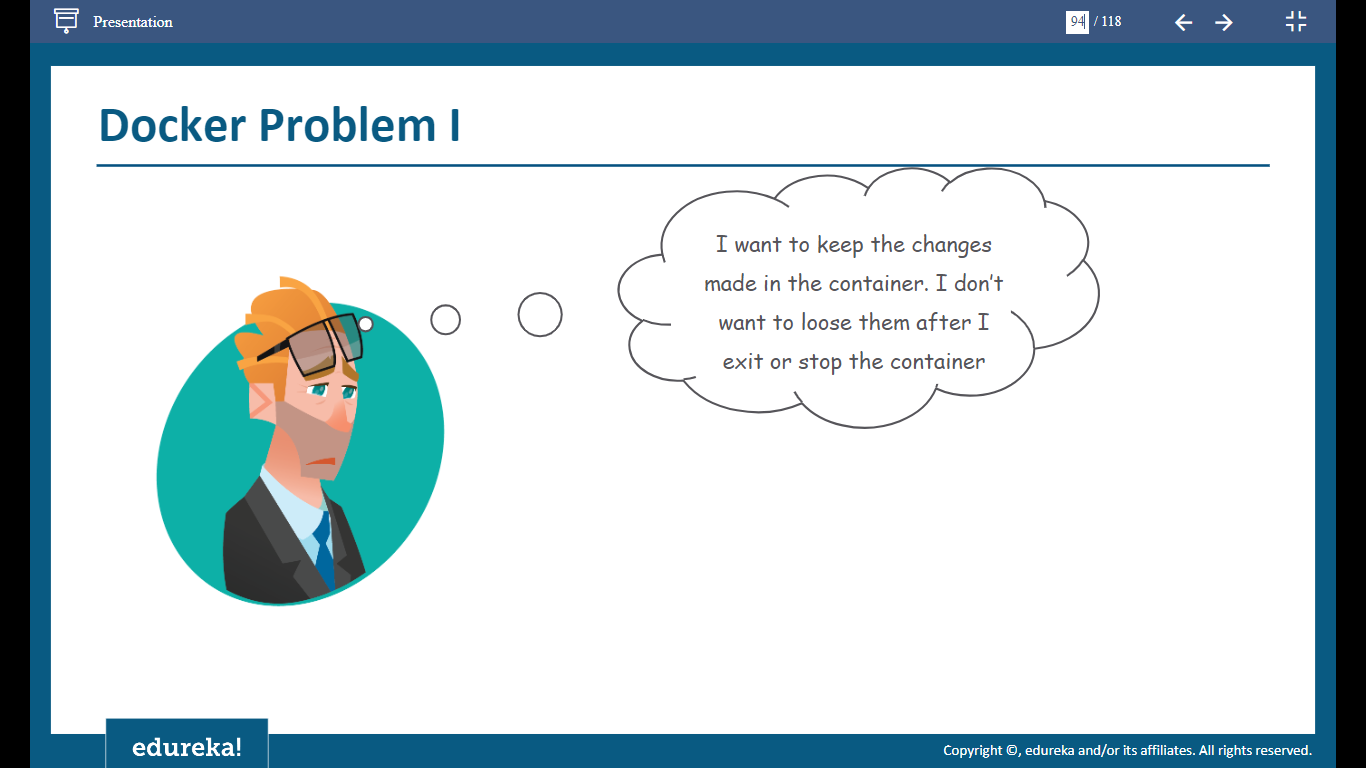 Presentation
94 / 118
Docker Problem I
I want to keep the changes
made in the container. I don't
want to loose them after I
exit or stop the container
edureka!
Copyright ©, edureka and/or its affiliates. All rights reserved.